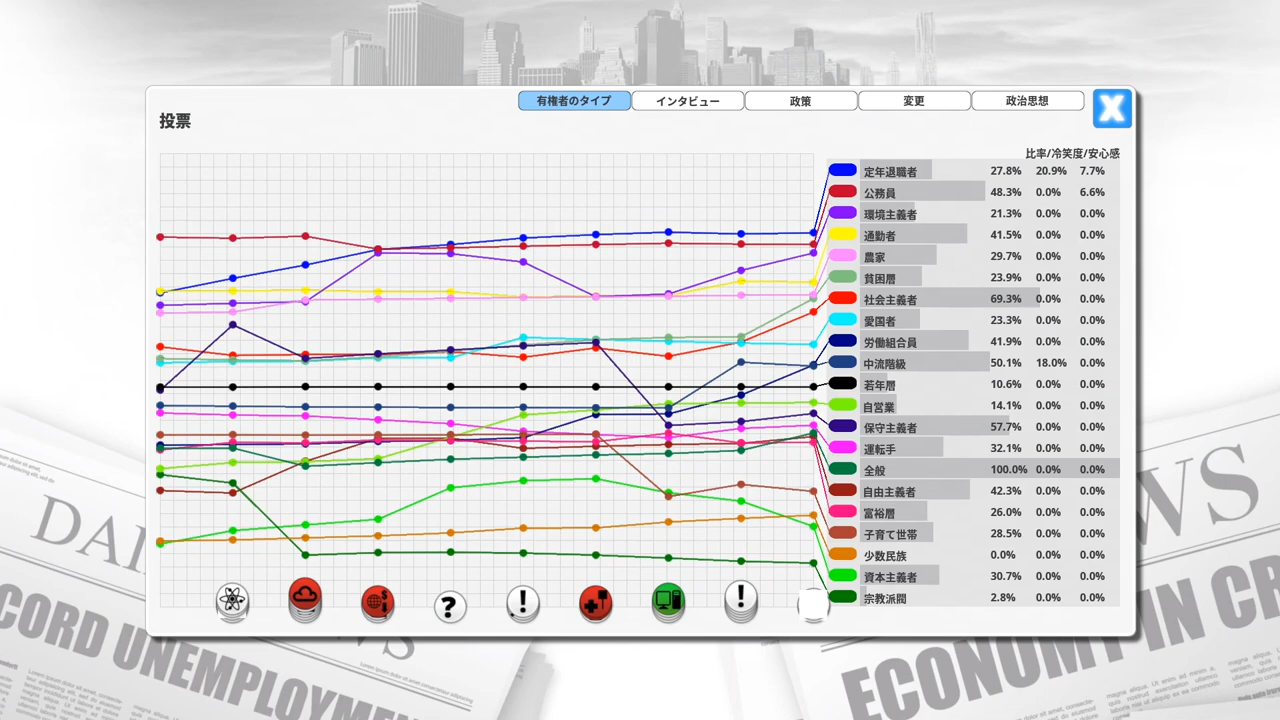 有権者のタイプ
インタビュー
政策
変更
政治思想
投票
比率/冷笑度/安心感
定年退職者 27.8% 20.9% 7.7%
公務員 48.3% 0.0% 6.6%
環境主義者 21.3% 0.0% 0.0%
通勤者 41.5% 0.0% 0.0%
農家 29.7% 0.0% 0.0%
貧困層 23.9% 0.0% 0.0%
社会主義者 69.3% 0.0% 0.0%
愛国者 23.3% 0.0% 0.0%
労働組合員 41.9% 0.0% 0.0%
中流階級 50.1% 18.0% 0.0%
若年層 10.6% 0.0% 0.0%
自営業 14.1% 0.0% 0.0%
保守主義者 57.7% 0.0% 0.0%
運転手 32.1% 0.0% 0.0%
全般 100.0% 0.0% 0.0%
自由主義者 42.3% 0.0% 0.0%
富裕層 26.0% 0.0% 0.0%
子育て世帯 28.5% 0.0% 0.0%
少数民族 0.0% 0.0% 0.0%
資本主義者 30.7% 0.0% 0.0%
宗教派閥 2.8% 0.0% 0.0%
? ! !
DAI
WS
WS
CORD UNEMPLOYM
ECONOMY IN CR